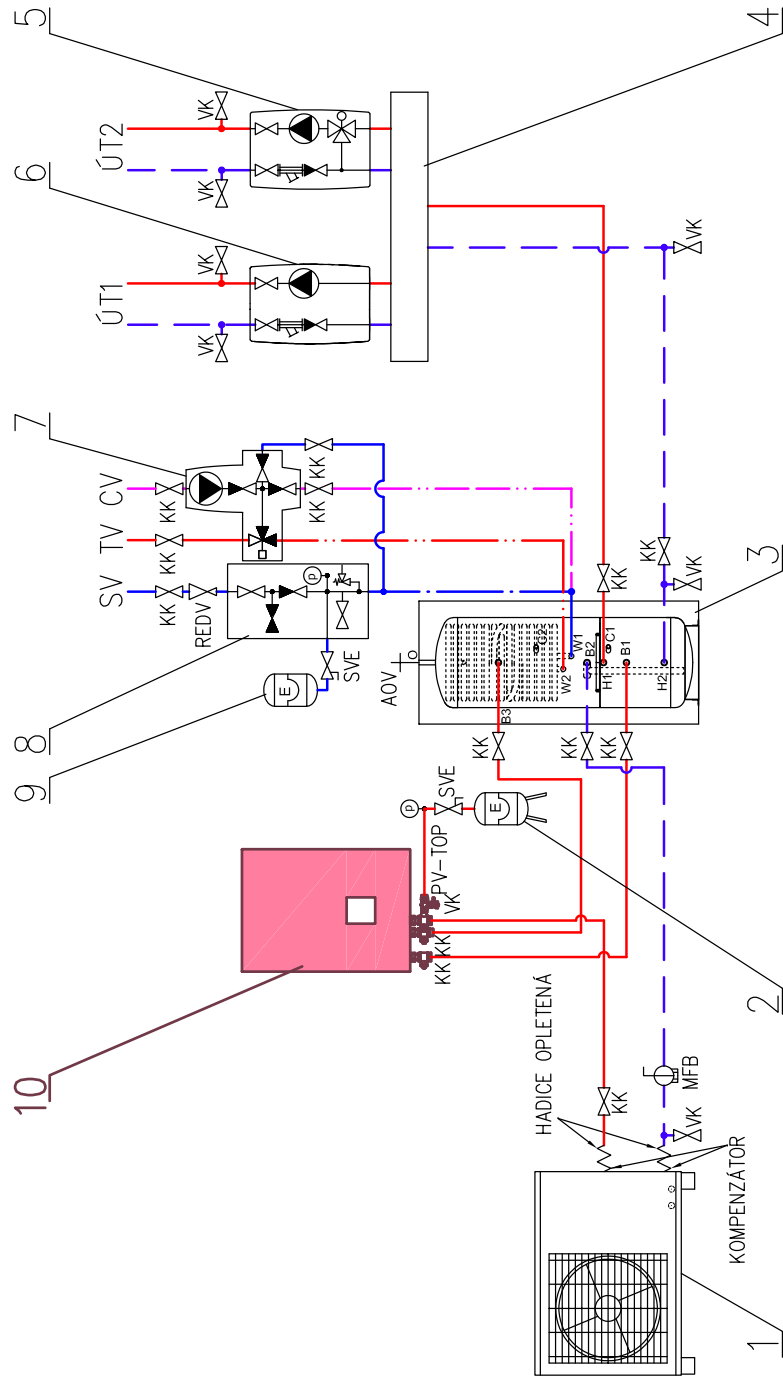 10
9
8
7
6
5
SV
TV
CV
ÚT1
ÚT2
KK
KK
KK
VK
VK
VK
VK
REDV
p
E
SVE
KK
KK
AOV
p
PV-TOP
SVE
VK
KK
KK
E
B3
G2
W2
W1
B2
H1
C1
B1
H2
KK
KK
KK
KK
KK
VK
VK
HADICE OPLETENÁ
KK
MFB
VK
KOMPENZÁTOR
1
2
3
4